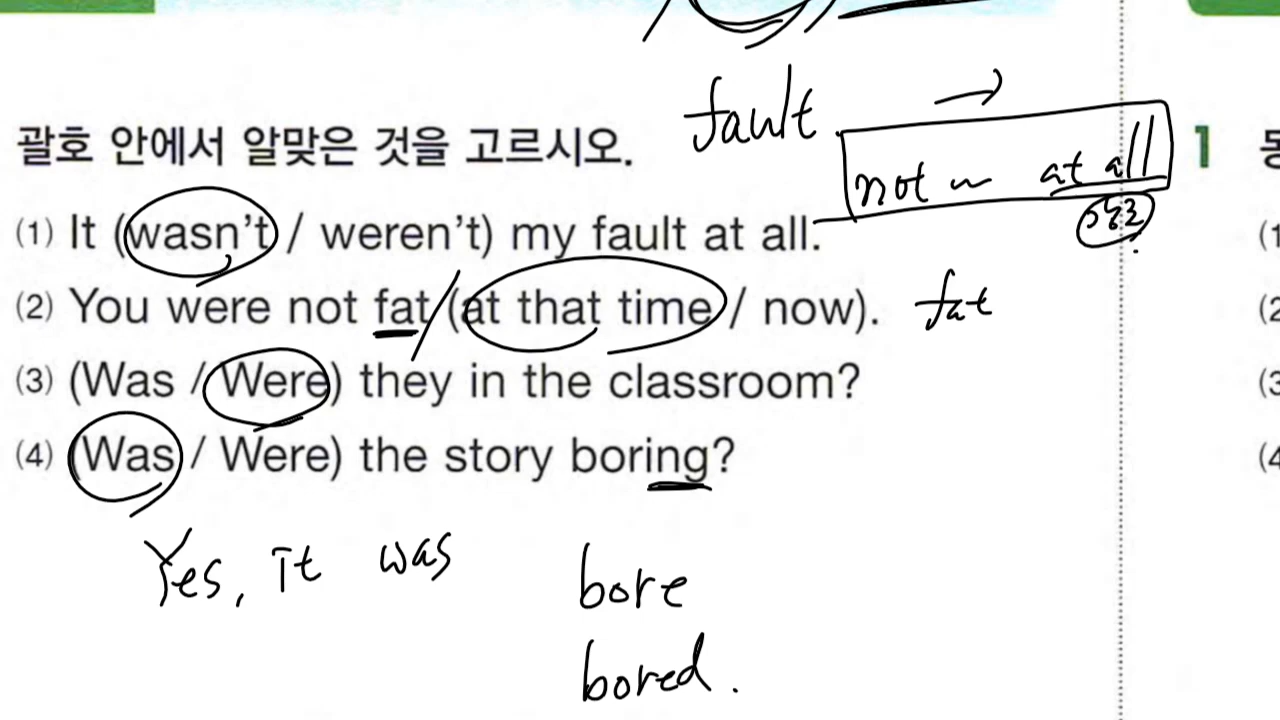 fault
괄호 안에서 알맞은 것을 고르시오.
not ~ at all
(1) It (wasn't / weren't) my fault at all.
(2) You were not fat / (at that time / now). fat
(3) (Was / Were) they in the classroom?
(4) (Was / Were) the story boring?
Yes, it was
bore
bored.
1
동
(1
(2
(3
(4